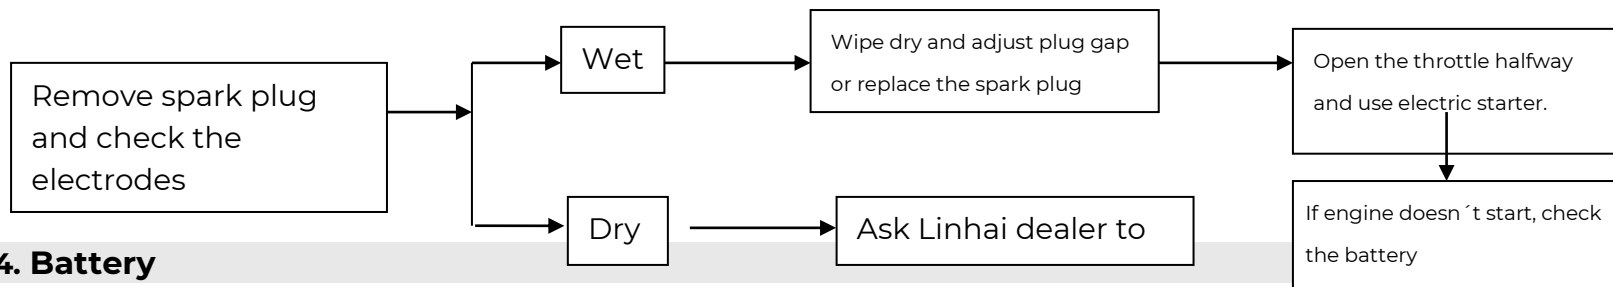 Remove spark plug
and check the
electrodes
Wet
Wipe dry and adjust plug gap
or replace the spark plug
Open the throttle halfway
and use electric starter.
If engine doesn´t start, check
the battery
Dry
Ask Linhai dealer to
4. Battery